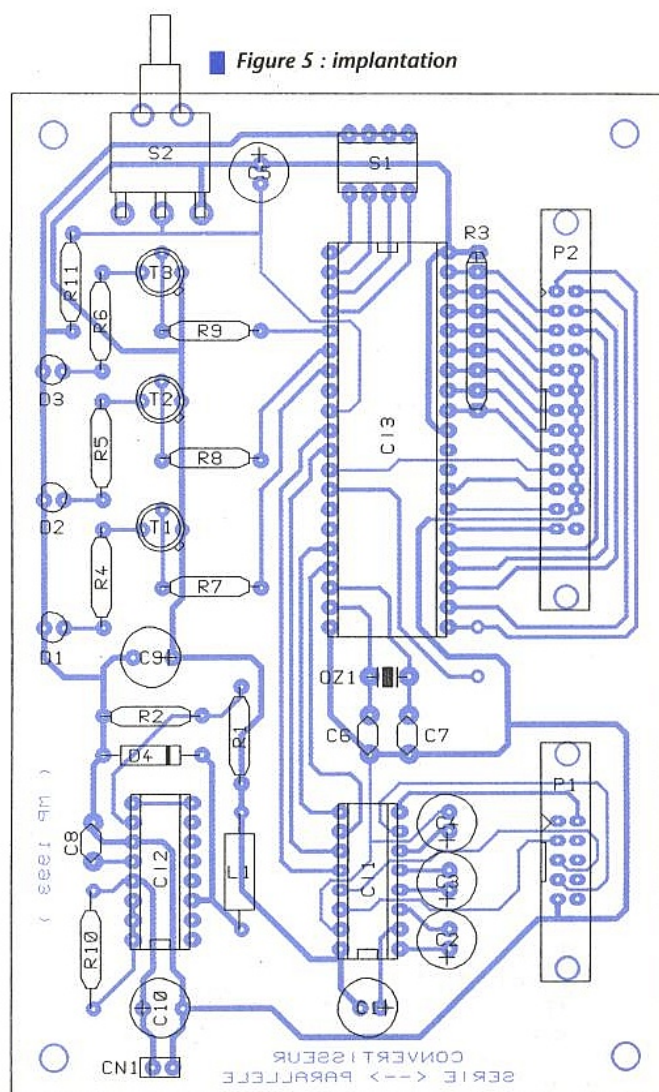 Figure 5 : implantation
S2
C5
S1
R3
P2
R11
R6
T3
R9
D3
R5
T2
R8
CI3
D2
R4
T1
R7
D1
C9
QZ1
R2
R1
C6
C7
D4
P1
( MP 1993 )
C8
CI2
L1
CI1
C4
C3
C2
R10
C10
C1
CN1
CONVERTISSEUR
SERIE <--> PARALLELE